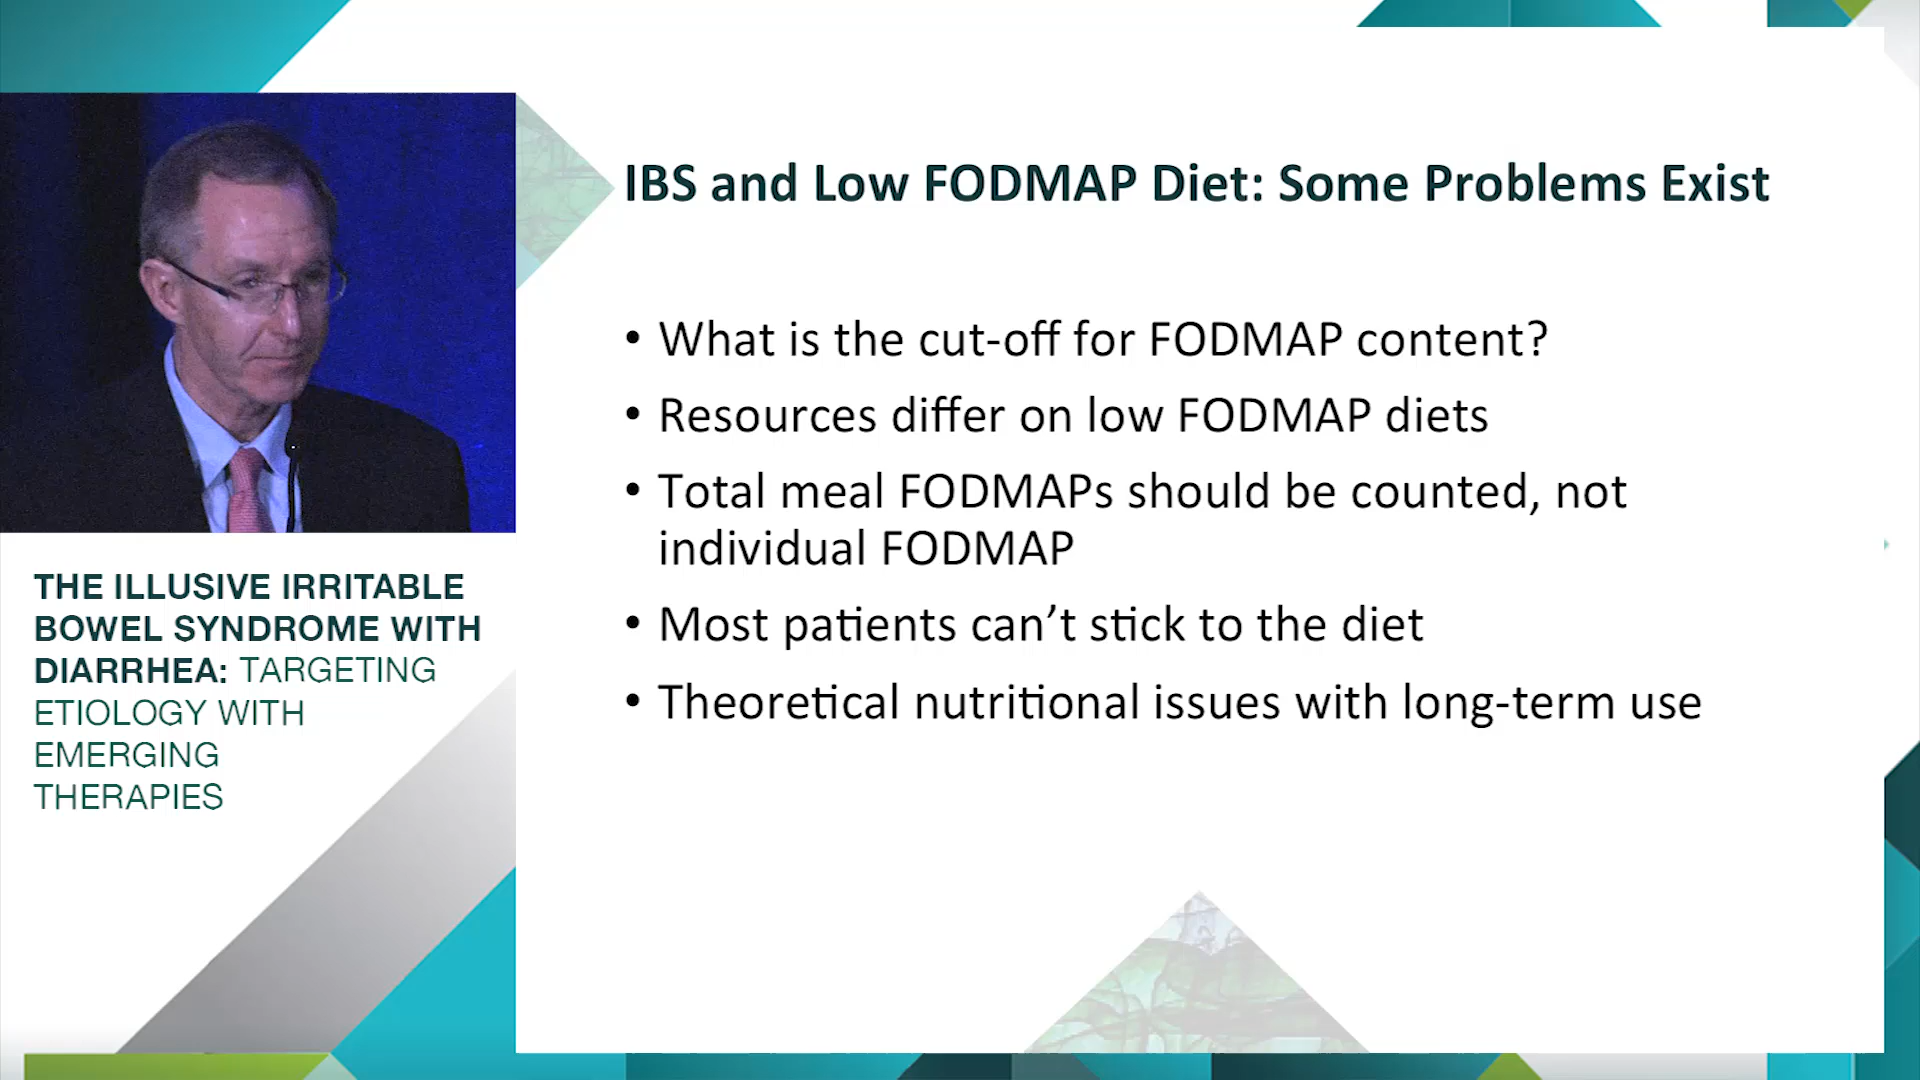 IBS and Low FODMAP Diet: Some Problems Exist
• What is the cut-off for FODMAP content?
• Resources differ on low FODMAP diets
• Total meal FODMAPs should be counted, not
individual FODMAP
• Most patients can’t stick to the diet
• Theoretical nutritional issues with long-term use
THE ILLUSIVE IRRITABLE
BOWEL SYNDROME WITH
DIARRHEA: TARGETING
ETIOLOGY WITH
EMERGING
THERAPIES